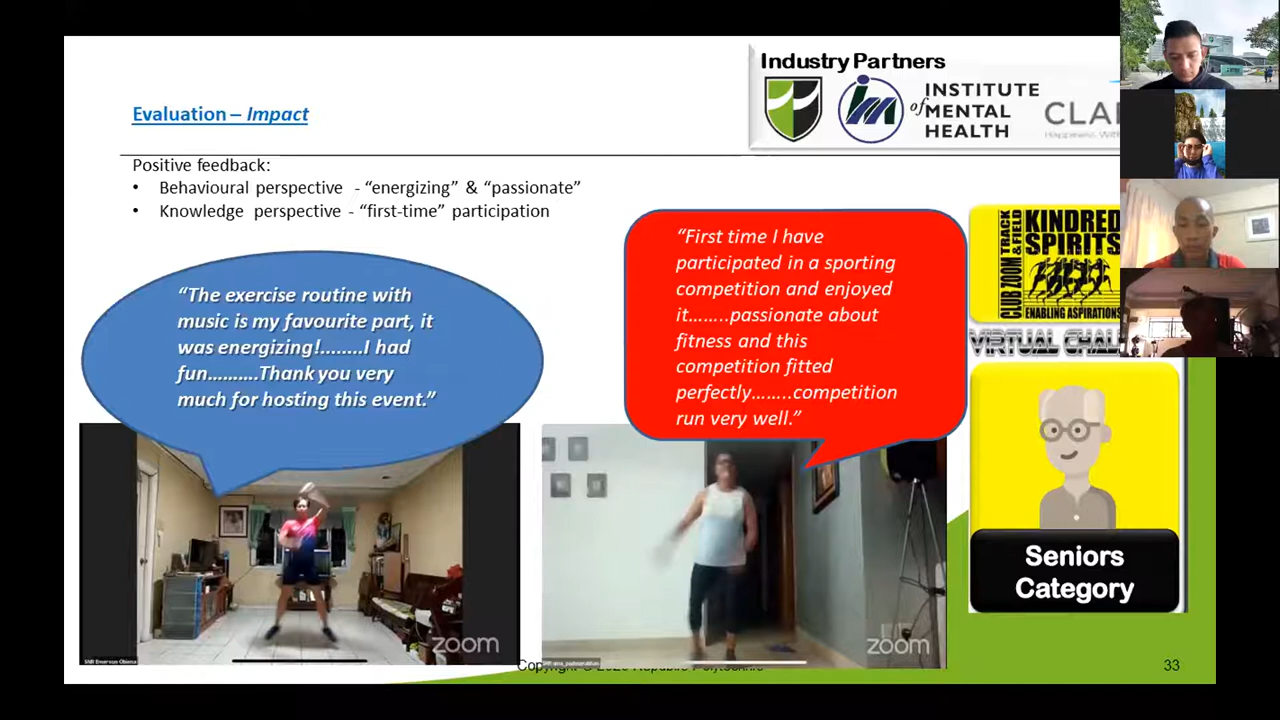 Industry Partners
INSTITUTE
of MENTAL
HEALTH
Evaluation – Impact
Positive feedback:
• Behavioural perspective - “energizing” & “passionate”
• Knowledge perspective - “first-time” participation
“The exercise routine with
music is my favourite part, it
was energizing!........I had
fun..........Thank you very
much for hosting this event.”
“First time I have
participated in a sporting
competition and enjoyed
it........passionate about
fitness and this
competition fitted
perfectly........competition
run very well.”
CLUB ZOOM TRACK & FIELD
KINDRED
SPIRITS
ENABLING ASPIRATIONS
VIRTUAL
Seniors
Category
zoom
zoom
33